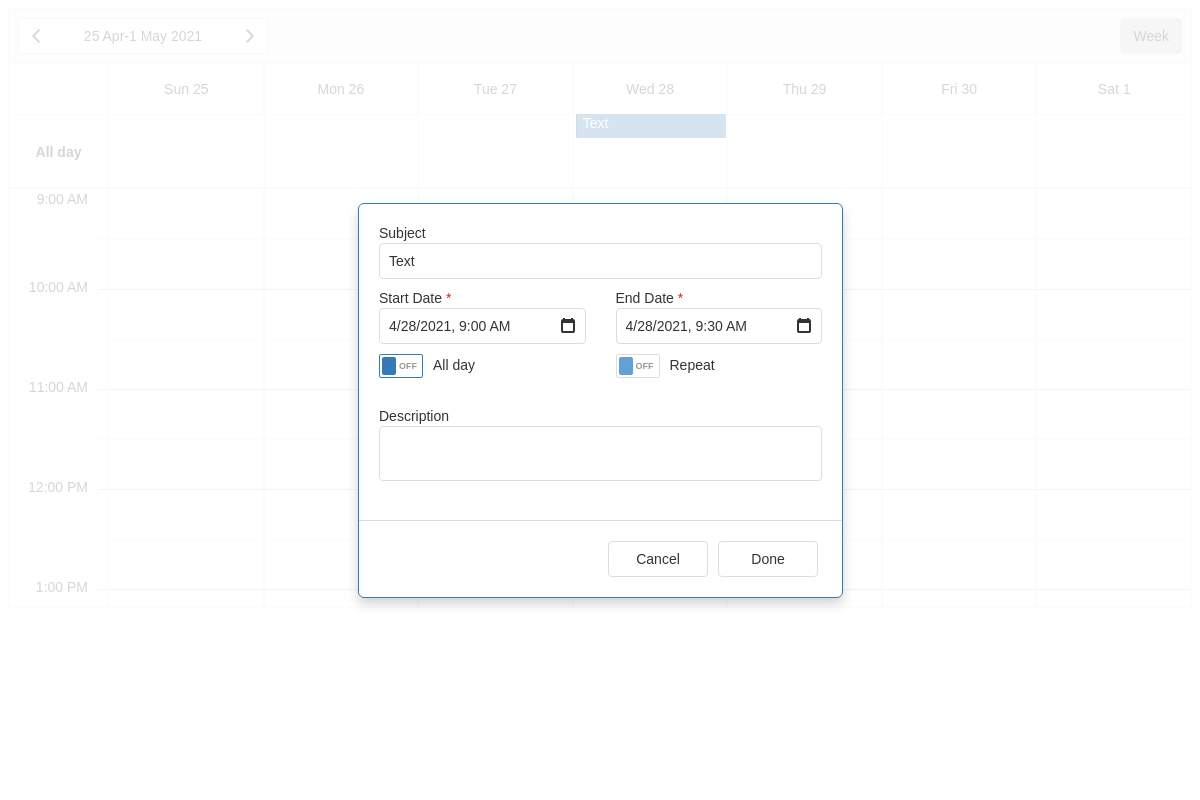 25 Apr-1 May 2021
Week
Sun 25
Mon 26
Tue 27
Wed 28
Thu 29
Fri 30
Sat 1
All day
Text
9:00 AM
10:00 AM
11:00 AM
12:00 PM
1:00 PM
Subject
Text
Start Date *
End Date *
4/28/2021, 9:00 AM
4/28/2021, 9:30 AM
OFF
All day
OFF
Repeat
Description
Cancel
Done